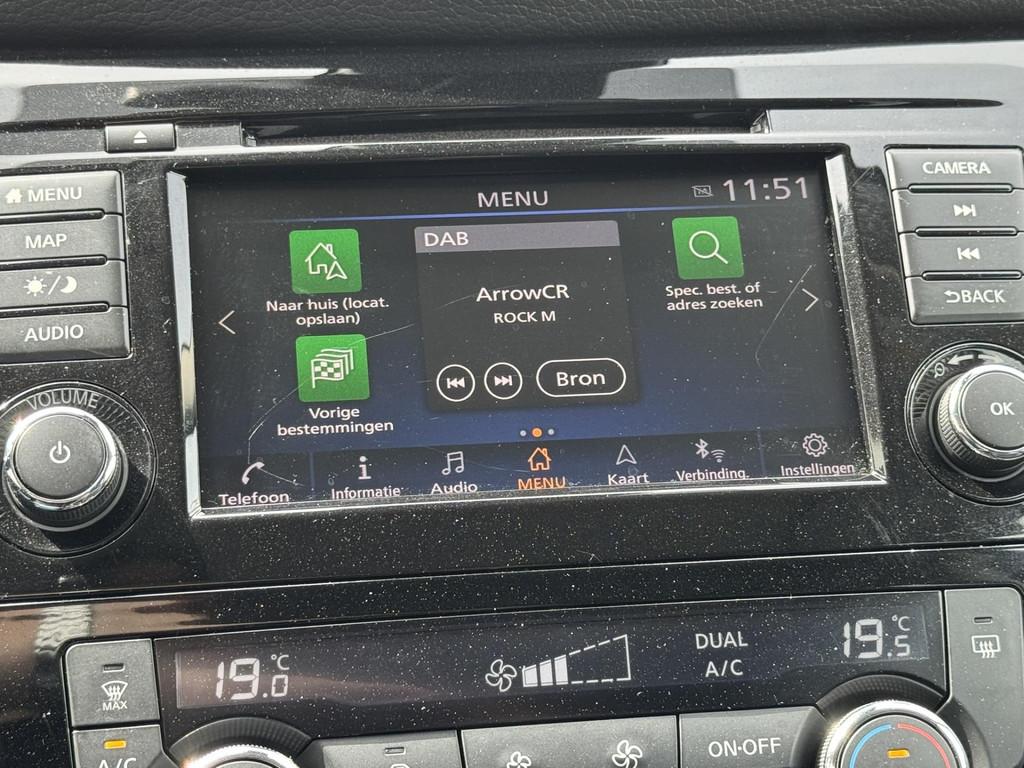 MENU
MAP
AUDIO
VOLUME
MENU
11:51
Naar huis (locat.
opslaan)
DAB
ArrowCR
ROCK M
Bron
Spec. best. of
adres zoeken
Vorige
bestemmingen
Telefoon
Informatie
Audio
MENU
Kaart
Verbinding
Instellingen
CAMERA
BACK
OK
MAX
19.0 °C
DUAL
A/C
19.5 °C
A/C
ON·OFF